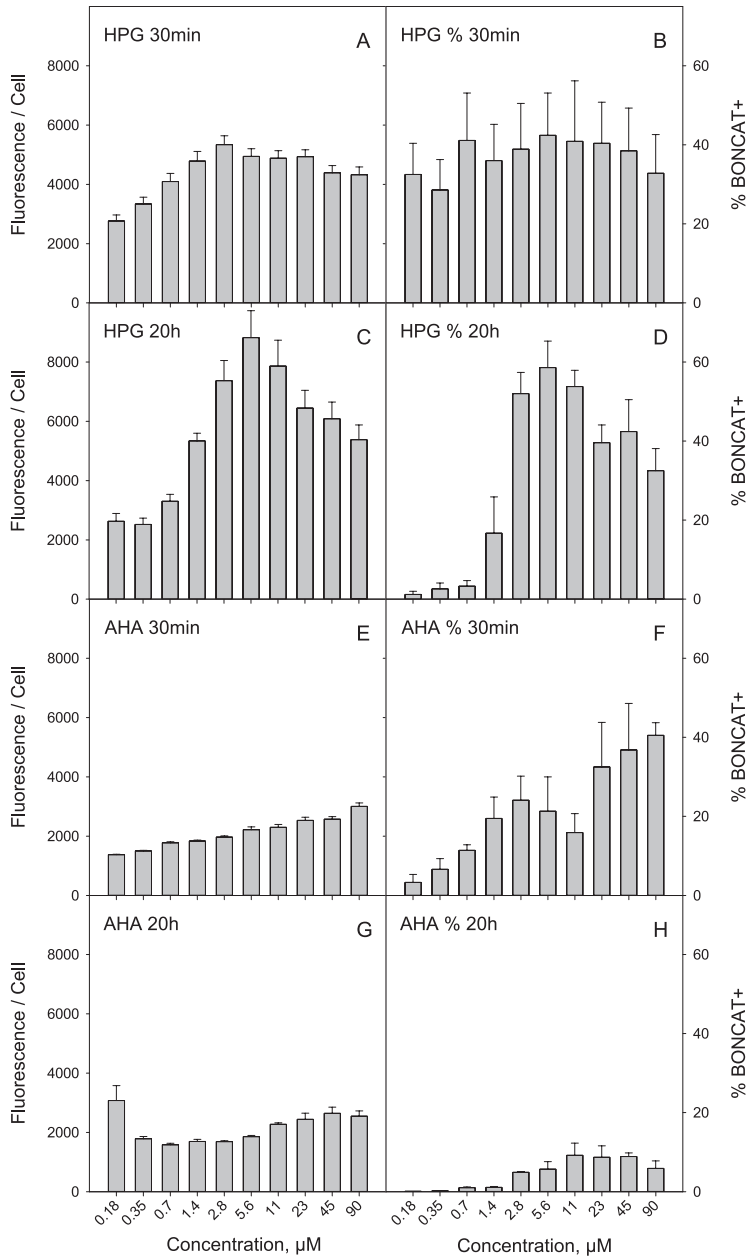 HPG 30min
A
HPG % 30min
B
8000
6000
4000
2000
0
Fluorescence / Cell
60
40
20
0
% BONCAT+
HPG 20h
C
HPG % 20h
D
8000
6000
4000
2000
0
Fluorescence / Cell
60
40
20
0
% BONCAT+
AHA 30min
E
AHA % 30min
F
8000
6000
4000
2000
0
Fluorescence / Cell
60
40
20
0
% BONCAT+
AHA 20h
G
AHA % 20h
H
8000
6000
4000
2000
0
Fluorescence / Cell
60
40
20
0
% BONCAT+
0.18 0.35 0.7 1.4 2.8 5.6 11 23 45 90
0.18 0.35 0.7 1.4 2.8 5.6 11 23 45 90
Concentration, µM
Concentration, µM